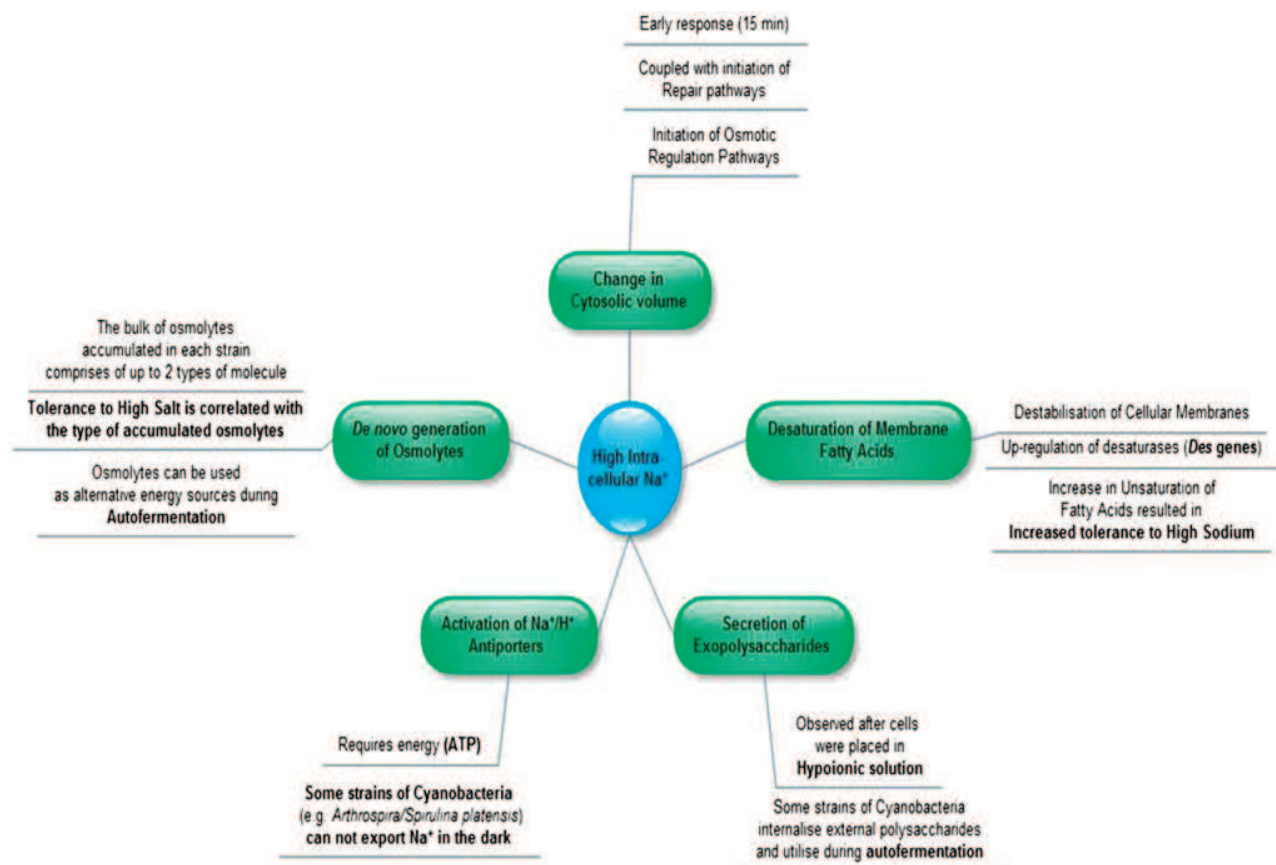 Early response (15 min)
Coupled with initiation of
Repair pathways
Initiation of Osmotic
Regulation Pathways
Change in
Cytosolic volume
The bulk of osmolytes
accumulated in each strain
comprises of up to 2 types of molecule
Tolerance to High Salt is correlated with
the type of accumulated osmolytes
Osmolytes can be used
as alternative energy sources during
Autofermentation
De novo generation
of Osmolytes
High Intra-
cellular Na⁺
Desaturation of Membrane
Fatty Acids
Destabilisation of Cellular Membranes
Up-regulation of desaturases (Des genes)
Increase in Unsaturation of
Fatty Acids resulted in
Increased tolerance to High Sodium
Activation of Na⁺/H⁺
Antiporters
Requires energy (ATP)
Some strains of Cyanobacteria
(e.g. Arthrospira/Spirulina platensis)
can not export Na⁺ in the dark
Secretion of
Exopolysaccharides
Observed after cells
were placed in
Hypoionic solution
Some strains of Cyanobacteria
internalise external polysaccharides
and utilise during autofermentation